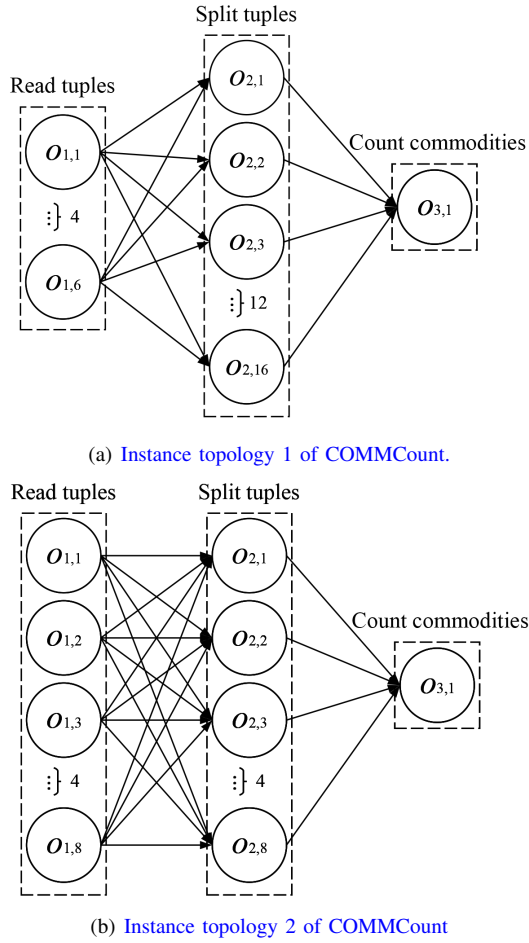 Split tuples
Read tuples
O2,1
Count commodities
O1,1
O2,2
O3,1
⋮} 4
O2,3
O1,6
⋮} 12
O2,16
(a) Instance topology 1 of COMMCount.
Read tuples
Split tuples
O1,1
O2,1
Count commodities
O1,2
O2,2
O3,1
O1,3
O2,3
⋮} 4
⋮} 4
O1,8
O2,8
(b) Instance topology 2 of COMMCount